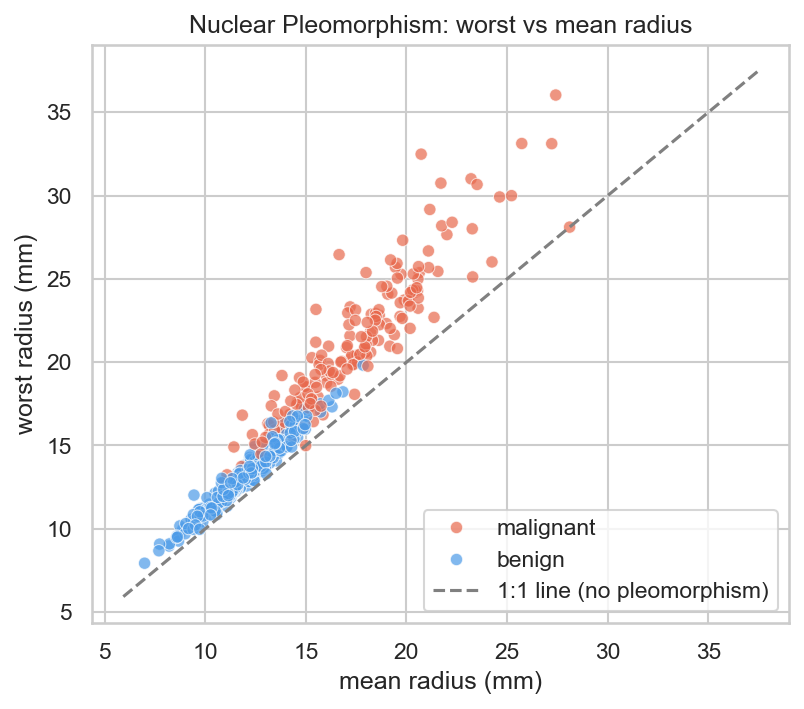 Nuclear Pleomorphism: worst vs mean radius
worst radius (mm)
35
30
25
20
15
10
5
malignant
benign
1:1 line (no pleomorphism)
5 10 15 20 25 30 35
mean radius (mm)